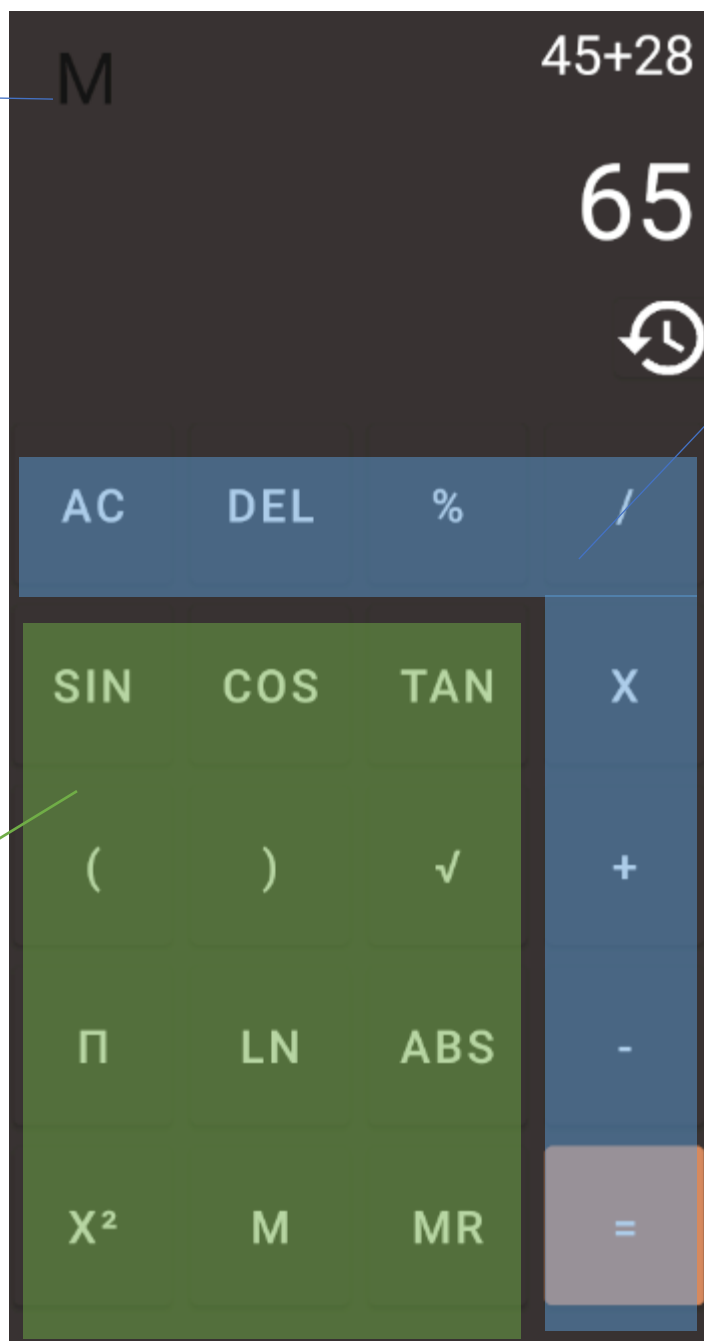 M
45+28
65
AC DEL % /
SIN COS TAN X
( ) √ +
П LN ABS -
X² M MR =